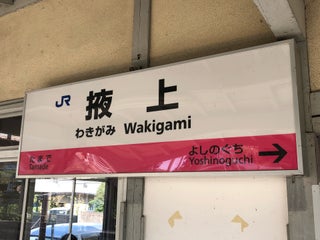 JR 掖上
わきがみ Wakigami
たまで
Tamade
よしのぐち
Yoshinoguchi